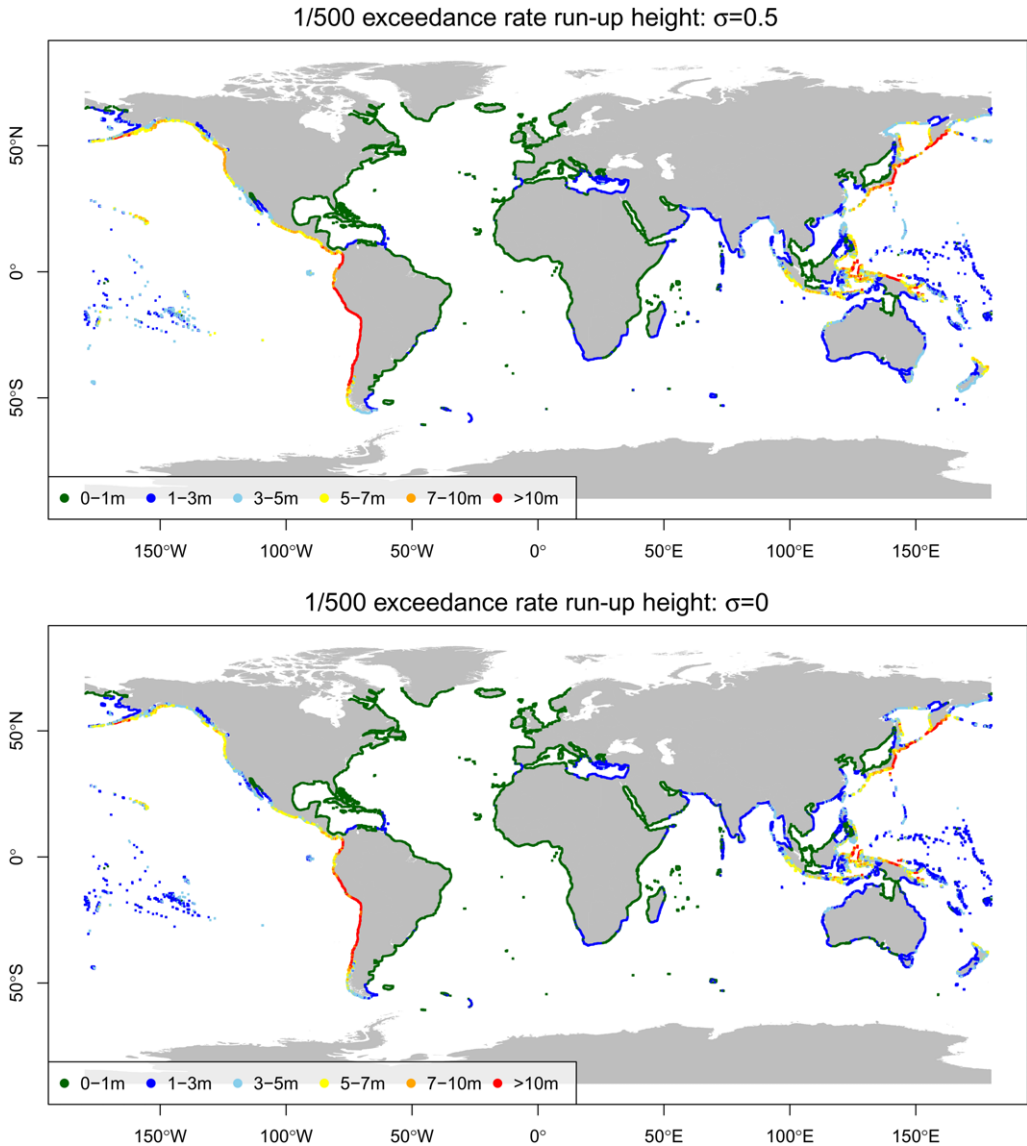 1/500 exceedance rate run-up height: σ=0.5
50°N
0°
50°S
0−1m 1−3m 3−5m 5−7m 7−10m >10m
150°W 100°W 50°W 0° 50°E 100°E 150°E
1/500 exceedance rate run-up height: σ=0
50°N
0°
50°S
0−1m 1−3m 3−5m 5−7m 7−10m >10m
150°W 100°W 50°W 0° 50°E 100°E 150°E